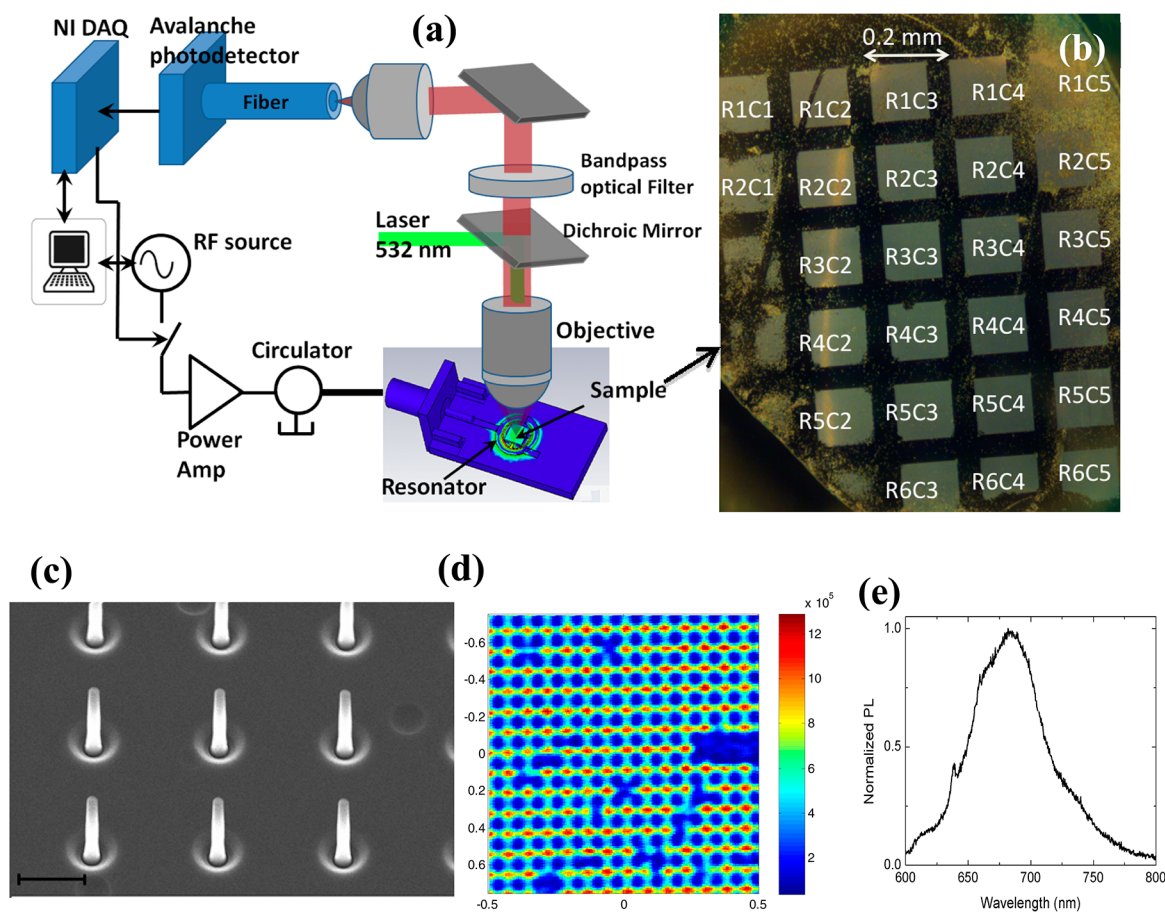 (a)
NI DAQ
Avalanche
photodetector
Fiber
Bandpass
optical Filter
Laser
532 nm
Dichroic Mirror
RF source
Objective
Circulator
Sample
Power
Amp
Resonator
(b)
0.2 mm
R1C1 R1C2 R1C3 R1C4 R1C5
R2C1 R2C2 R2C3 R2C4 R2C5
R3C2 R3C3 R3C4 R3C5
R4C2 R4C3 R4C4 R4C5
R5C2 R5C3 R5C4 R5C5
R6C3 R6C4 R6C5
(c)
(d)
x 10^5
-0.6
-0.4
-0.2
0
0.2
0.4
0.6
-0.5 0 0.5
12
10
8
6
4
2
(e)
Normalized PL
1.0
0.5
0.0
600 650 700 750 800
Wavelength (nm)